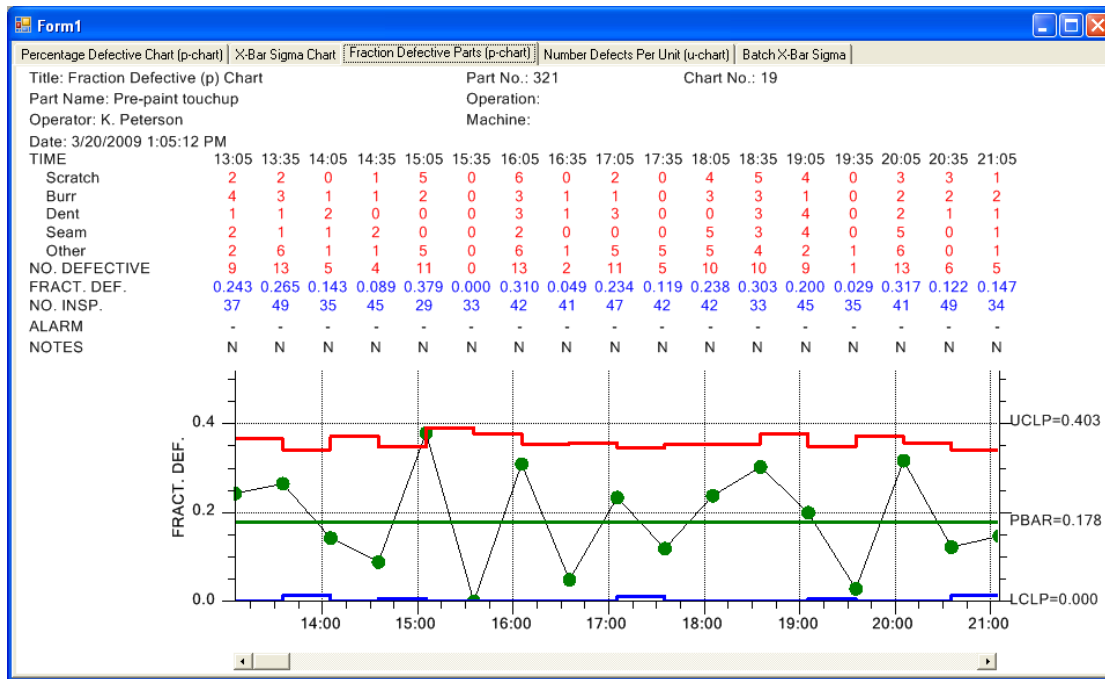 Form1
Percentage Defective Chart (p-chart) X-Bar Sigma Chart Fraction Defective Parts (p-chart) Number Defects Per Unit (u-chart) Batch X-Bar Sigma
Title: Fraction Defective (p) Chart Part No.: 321 Chart No.: 19
Part Name: Pre-paint touchup Operation:
Operator: K. Peterson Machine:
Date: 3/20/2009 1:05:12 PM
TIME 13:05 13:35 14:05 14:35 15:05 15:35 16:05 16:35 17:05 17:35 18:05 18:35 19:05 19:35 20:05 20:35 21:05
Scratch 2 2 0 1 5 0 6 0 2 0 4 5 4 0 3 3 1
Burr 4 3 1 1 2 0 3 1 1 0 3 3 1 0 2 2 2
Dent 1 1 2 0 0 0 3 1 3 0 0 3 4 0 2 1 1
Seam 2 1 1 2 0 0 2 0 0 0 5 3 4 0 5 0 1
Other 2 6 1 1 5 0 6 1 5 5 5 4 2 1 6 0 1
NO. DEFECTIVE 9 13 5 4 11 0 13 2 11 5 10 10 9 1 13 6 5
FRACT. DEF. 0.243 0.265 0.143 0.089 0.379 0.000 0.310 0.049 0.234 0.119 0.238 0.303 0.200 0.029 0.317 0.122 0.147
NO. INSP. 37 49 35 45 29 33 42 41 47 42 42 33 45 35 41 49 34
ALARM - - - - - - - - - - - - - - - - -
NOTES N N N N N N N N N N N N N N N N N
FRACT. DEF.
0.4 UCLP=0.403
0.2 PBAR=0.178
0.0 LCLP=0.000
14:00 15:00 16:00 17:00 18:00 19:00 20:00 21:00